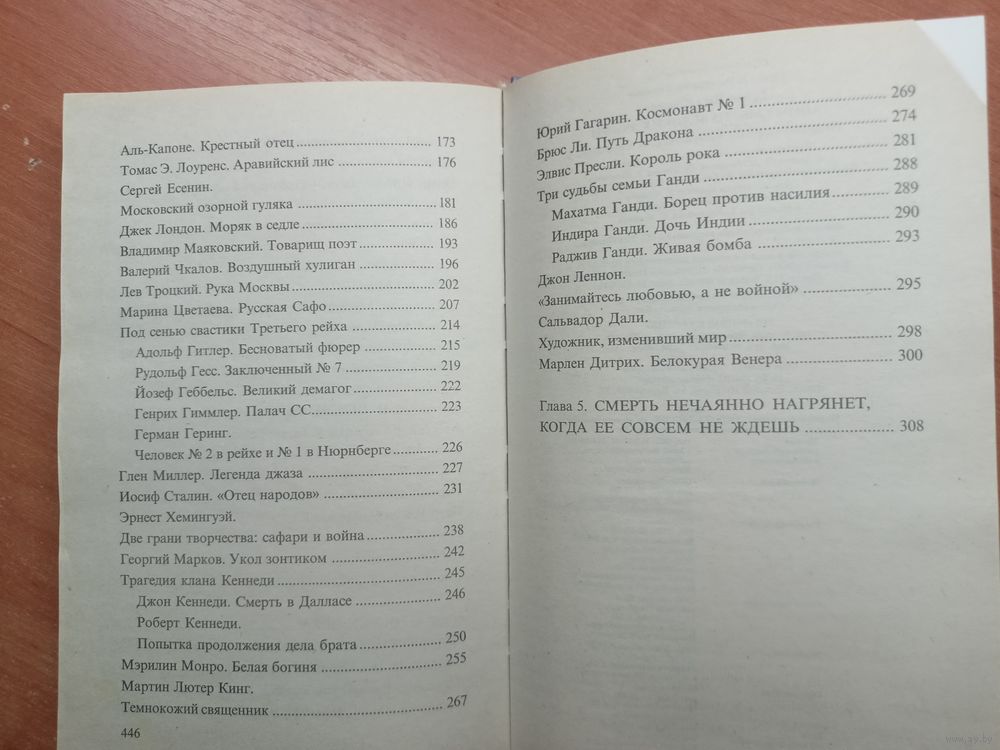 Аль-Капоне. Крестный отец .......... 173
Томас Э. Лоуренс. Аравийский лис .......... 176
Сергей Есенин.
Московский озорной гуляка .......... 181
Джек Лондон. Моряк в седле .......... 186
Владимир Маяковский. Товарищ поэт .......... 193
Валерий Чкалов. Воздушный хулиган .......... 196
Лев Троцкий. Рука Москвы .......... 202
Марина Цветаева. Русская Сафо .......... 207
Под сенью свастики Третьего рейха .......... 214
Адольф Гитлер. Бесноватый фюрер .......... 215
Рудольф Гесс. Заключенный № 7 .......... 219
Йозеф Геббельс. Великий демагог .......... 222
Генрих Гиммлер. Палач СС .......... 223
Герман Геринг.
Человек № 2 в рейхе и № 1 в Нюрнберге .......... 226
Глен Миллер. Легенда джаза .......... 227
Иосиф Сталин. «Отец народов» .......... 231
Эрнест Хемингуэй.
Две грани творчества: сафари и война .......... 238
Георгий Марков. Укол зонтиком .......... 242
Трагедия клана Кеннеди .......... 245
Джон Кеннеди. Смерть в Далласе .......... 246
Роберт Кеннеди.
Попытка продолжения дела брата .......... 250
Мэрилин Монро. Белая богиня .......... 255
Мартин Лютер Кинг.
Темнокожий священник .......... 267
446
Юрий Гагарин. Космонавт № 1 .......... 269
Брюс Ли. Путь Дракона .......... 274
Элвис Пресли. Король рока .......... 281
Три судьбы семьи Ганди .......... 288
Махатма Ганди. Борец против насилия .......... 289
Индира Ганди. Дочь Индии .......... 290
Раджив Ганди. Живая бомба .......... 293
Джон Леннон.
«Занимайтесь любовью, а не войной» .......... 295
Сальвадор Дали.
Художник, изменивший мир .......... 298
Марлен Дитрих. Белокурая Венера .......... 300
Глава 5. СМЕРТЬ НЕЧАЯННО НАГРЯНЕТ,
КОГДА ЕЕ СОВСЕМ НЕ ЖДЕШЬ .......... 308
www.ay.by